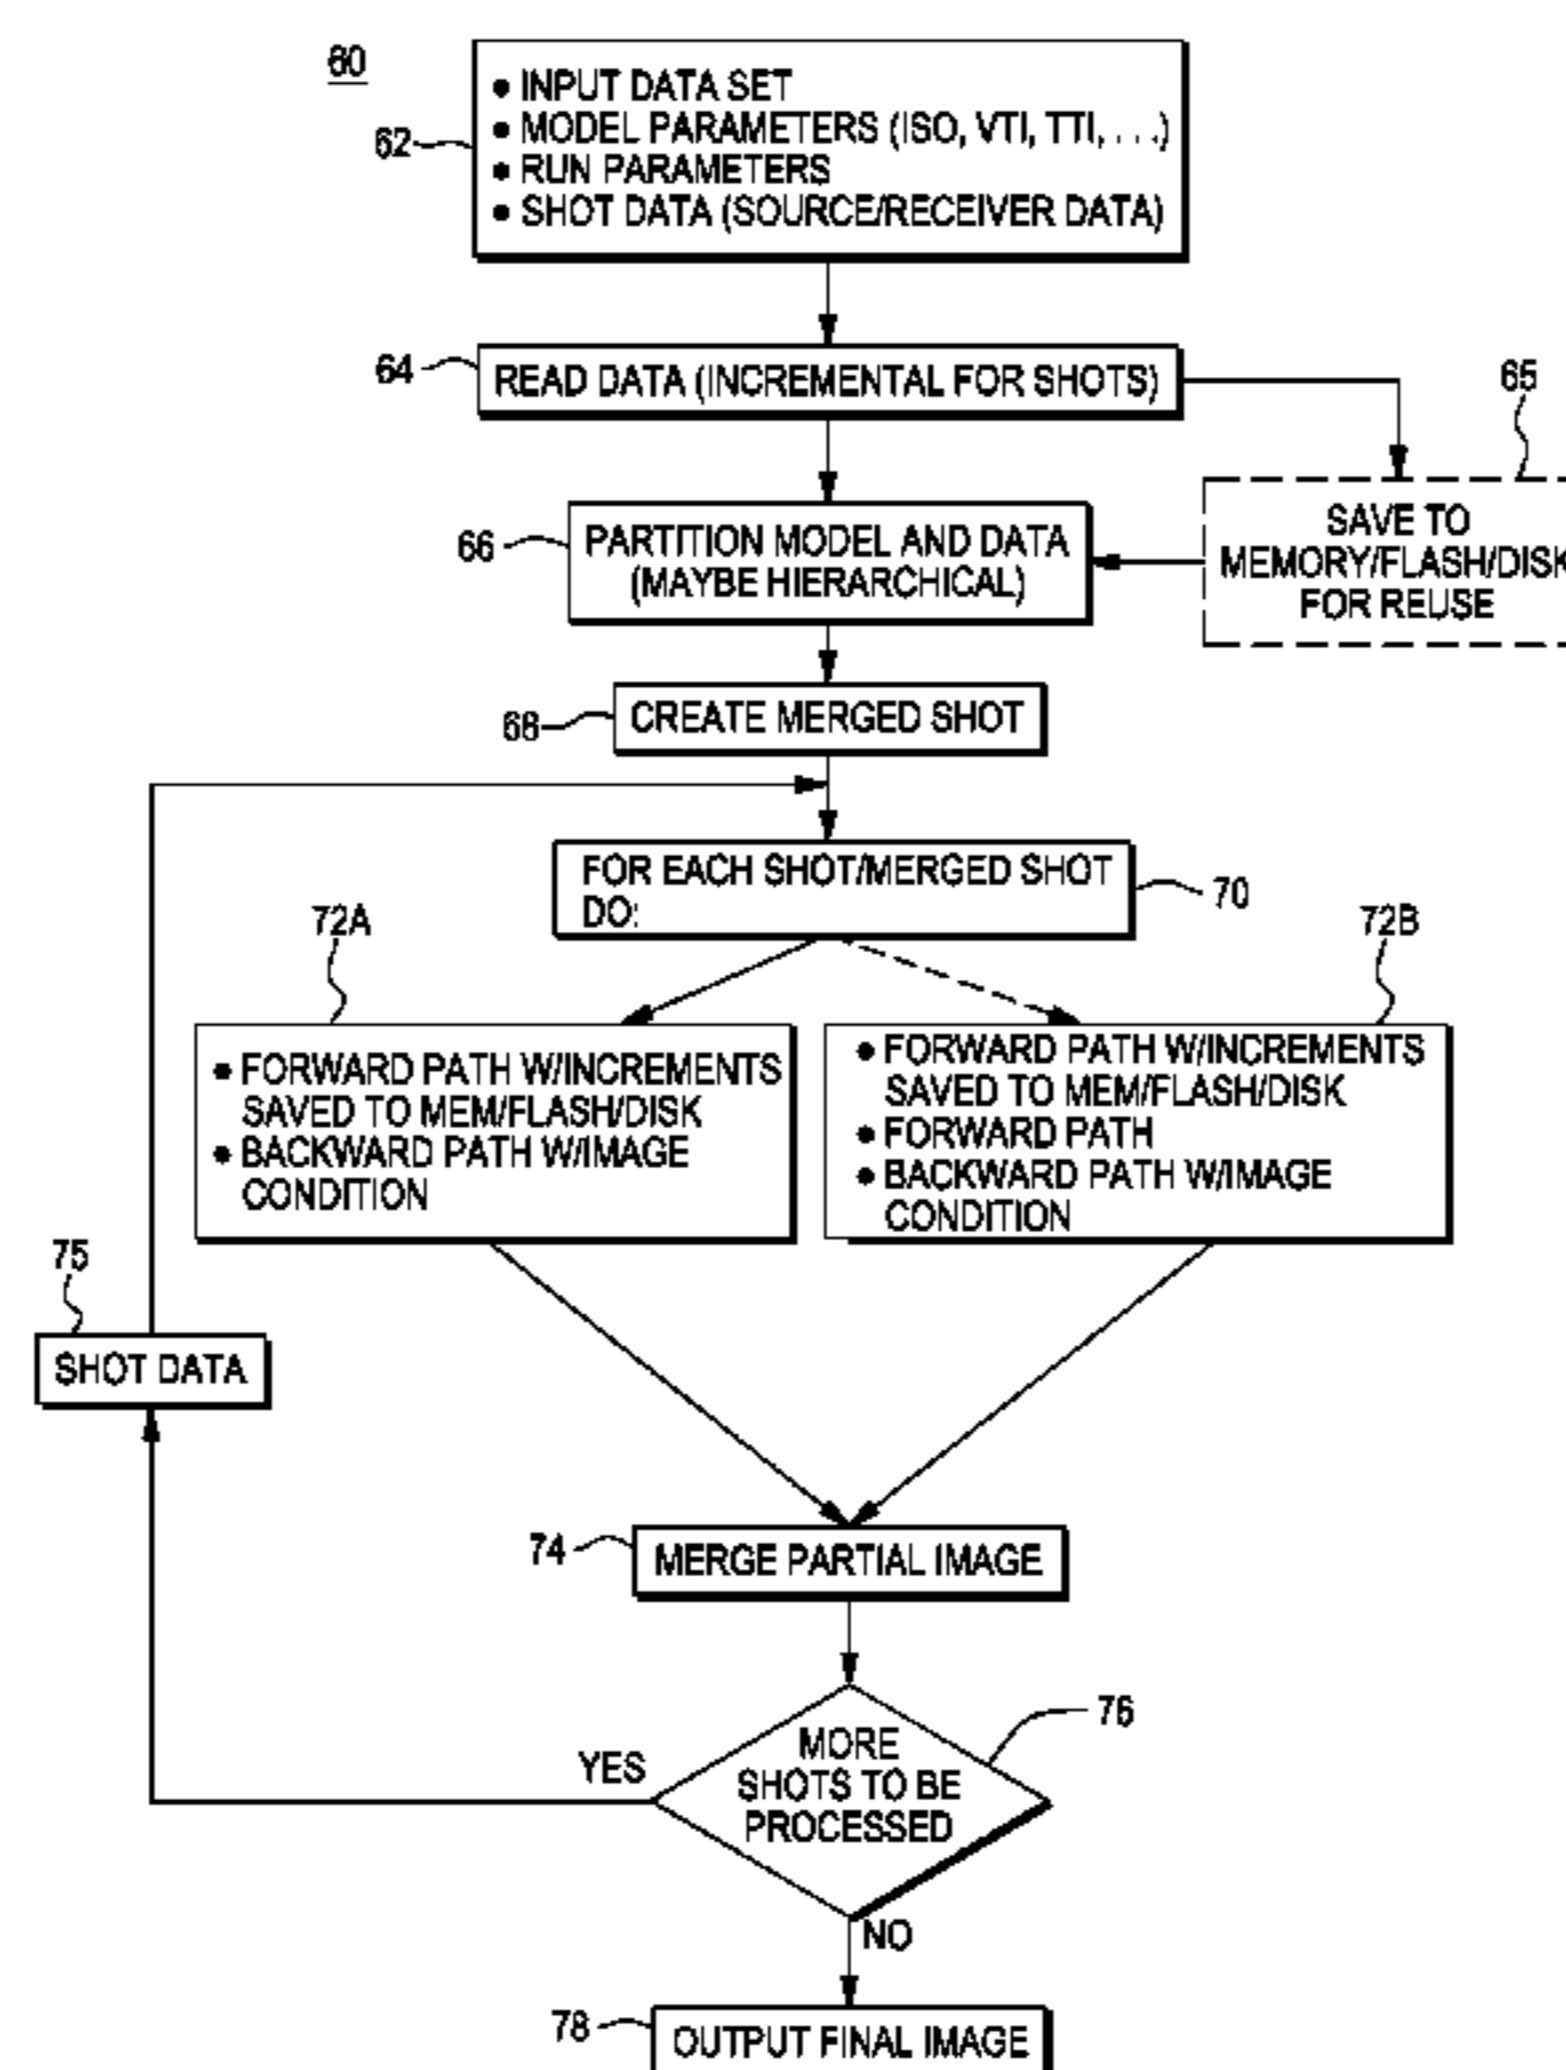 60
62
• INPUT DATA SET
• MODEL PARAMETERS (ISO, VTI, TTI, . . .)
• RUN PARAMETERS
• SHOT DATA (SOURCE/RECEIVER DATA)
64
READ DATA (INCREMENTAL FOR SHOTS)
65
SAVE TO
MEMORY/FLASH/DISK
FOR REUSE
66
PARTITION MODEL AND DATA
(MAYBE HIERARCHICAL)
68
CREATE MERGED SHOT
FOR EACH SHOT/MERGED SHOT
DO:
70
72A
• FORWARD PATH W/INCREMENTS
SAVED TO MEM/FLASH/DISK
• BACKWARD PATH W/IMAGE
CONDITION
72B
• FORWARD PATH W/INCREMENTS
SAVED TO MEM/FLASH/DISK
• FORWARD PATH
• BACKWARD PATH W/IMAGE
CONDITION
75
SHOT DATA
74
MERGE PARTIAL IMAGE
76
MORE
SHOTS TO BE
PROCESSED
YES
NO
78
OUTPUT FINAL IMAGE